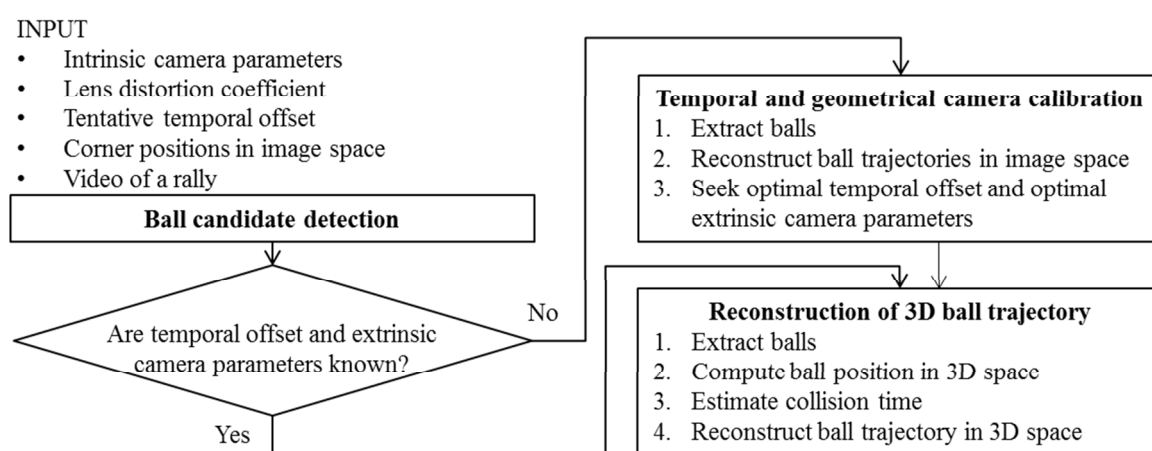 INPUT
• Intrinsic camera parameters
• Lens distortion coefficient
• Tentative temporal offset
• Corner positions in image space
• Video of a rally
Ball candidate detection
Are temporal offset and extrinsic
camera parameters known?
Yes
No
Temporal and geometrical camera calibration
1. Extract balls
2. Reconstruct ball trajectories in image space
3. Seek optimal temporal offset and optimal
extrinsic camera parameters
Reconstruction of 3D ball trajectory
1. Extract balls
2. Compute ball position in 3D space
3. Estimate collision time
4. Reconstruct ball trajectory in 3D space